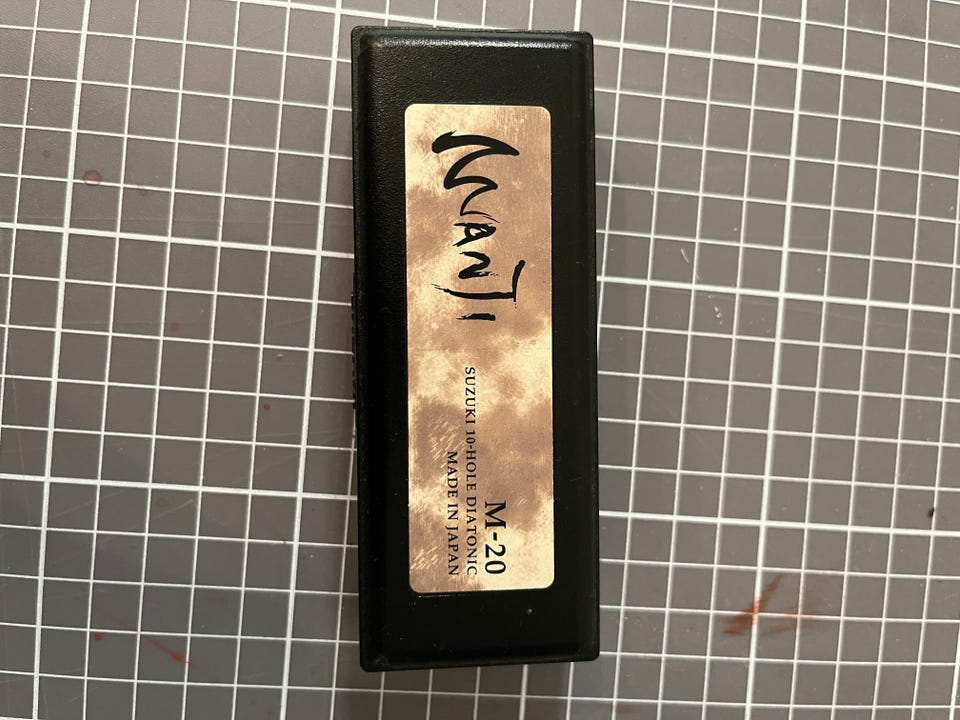 MANJI
M-20
SUZUKI 10-HOLE DIATONIC
MADE IN JAPAN